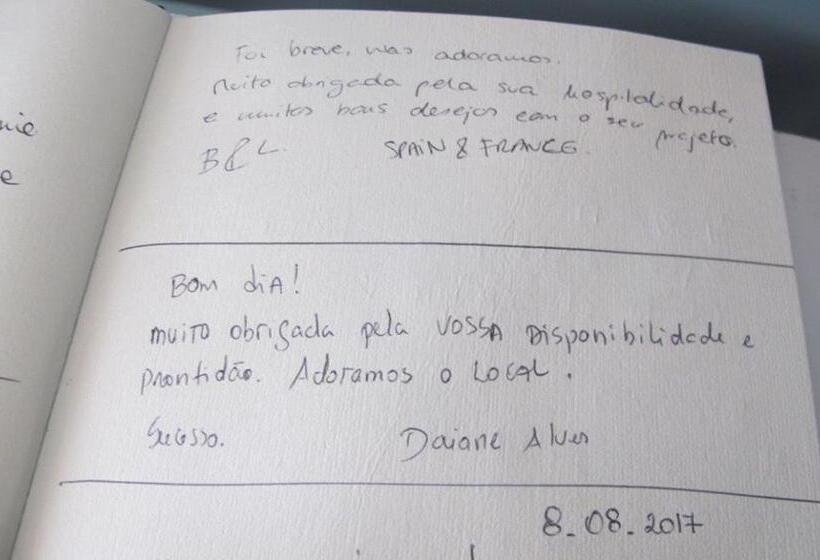 Foi breve, mas adoramos.
Muito obrigada pela sua hospitalidade,
e muitos bons desejos com o seu projeto.
B & L. SPAIN & FRANCE.
Bom diA!
muito obrigada pela vossA Disponibilidade e
prontidão. Adoramos o LocAL.
Sucesso. Daiane Alves
8-08-2017